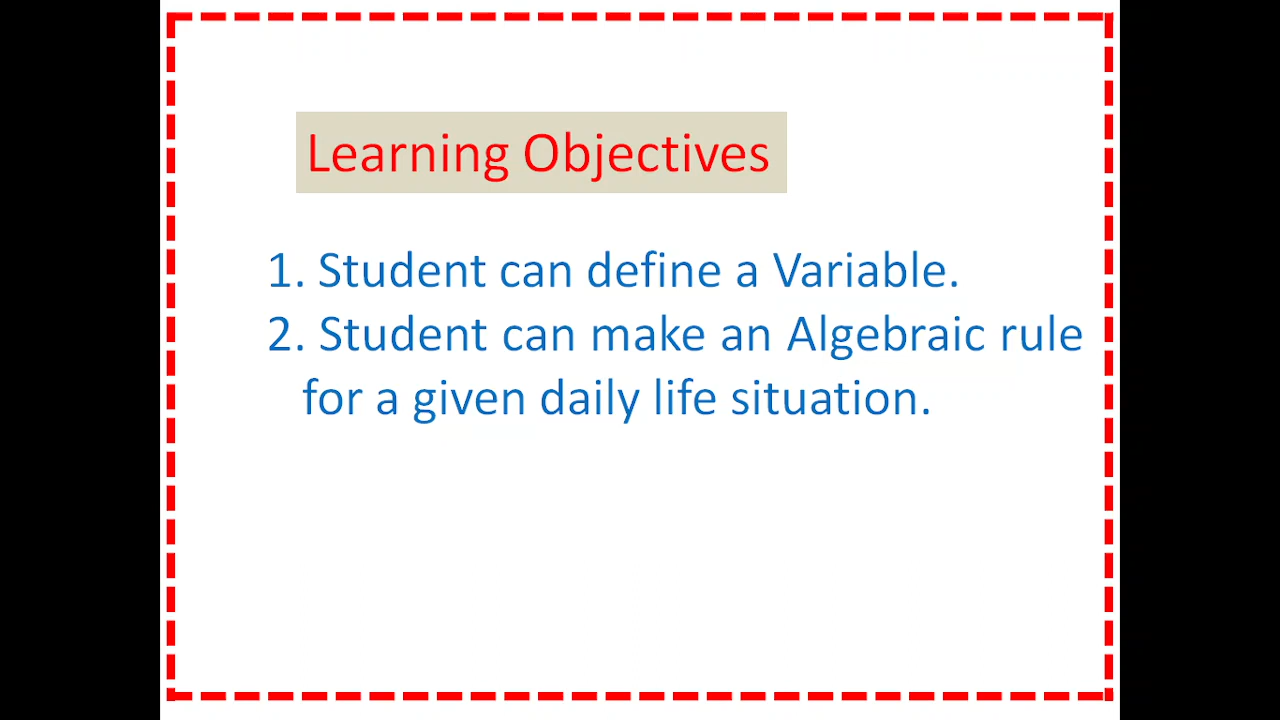 Learning Objectives
1. Student can define a Variable.
2. Student can make an Algebraic rule
for a given daily life situation.